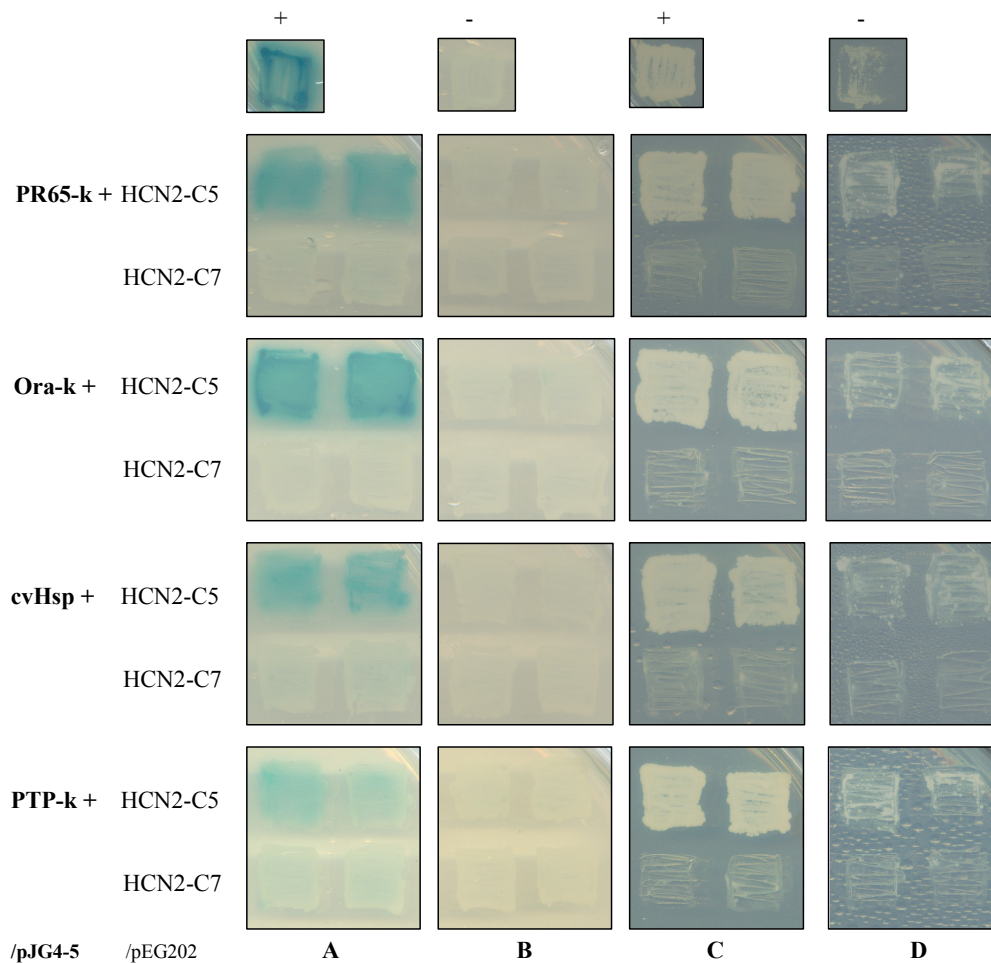 + - + -
PR65-k + HCN2-C5
HCN2-C7
Ora-k + HCN2-C5
HCN2-C7
cvHsp + HCN2-C5
HCN2-C7
PTP-k + HCN2-C5
HCN2-C7
/pJG4-5 /pEG202 A B C D